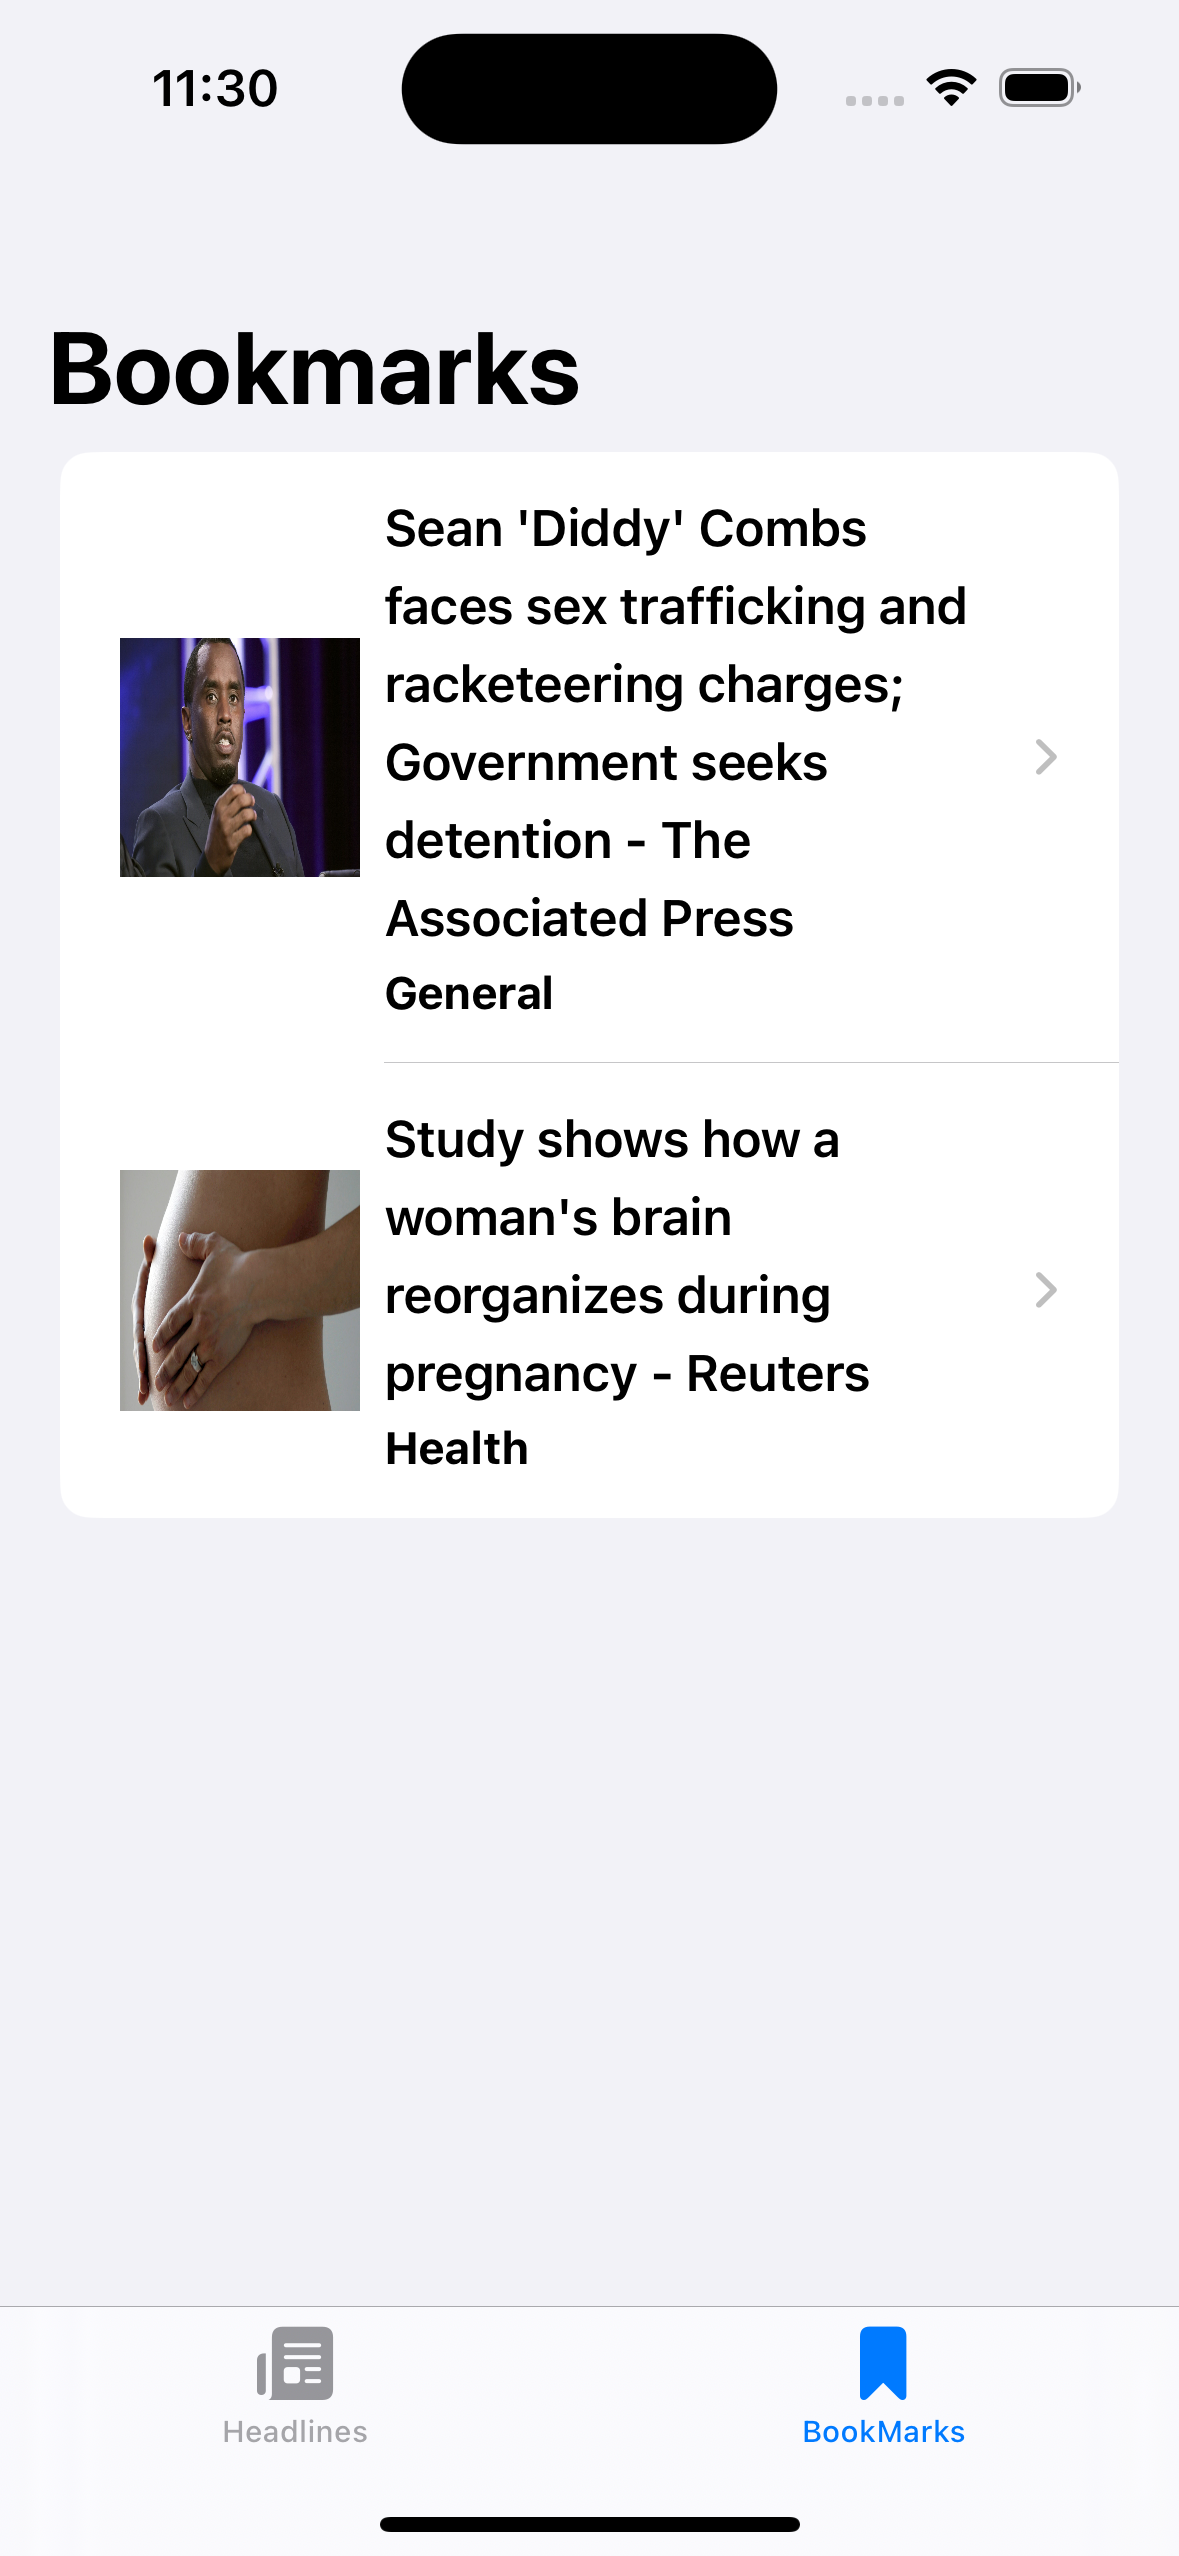 11:30
Bookmarks
Sean 'Diddy' Combs
faces sex trafficking and
racketeering charges;
Government seeks
detention - The
Associated Press
General
Study shows how a
woman's brain
reorganizes during
pregnancy - Reuters
Health
Headlines
BookMarks